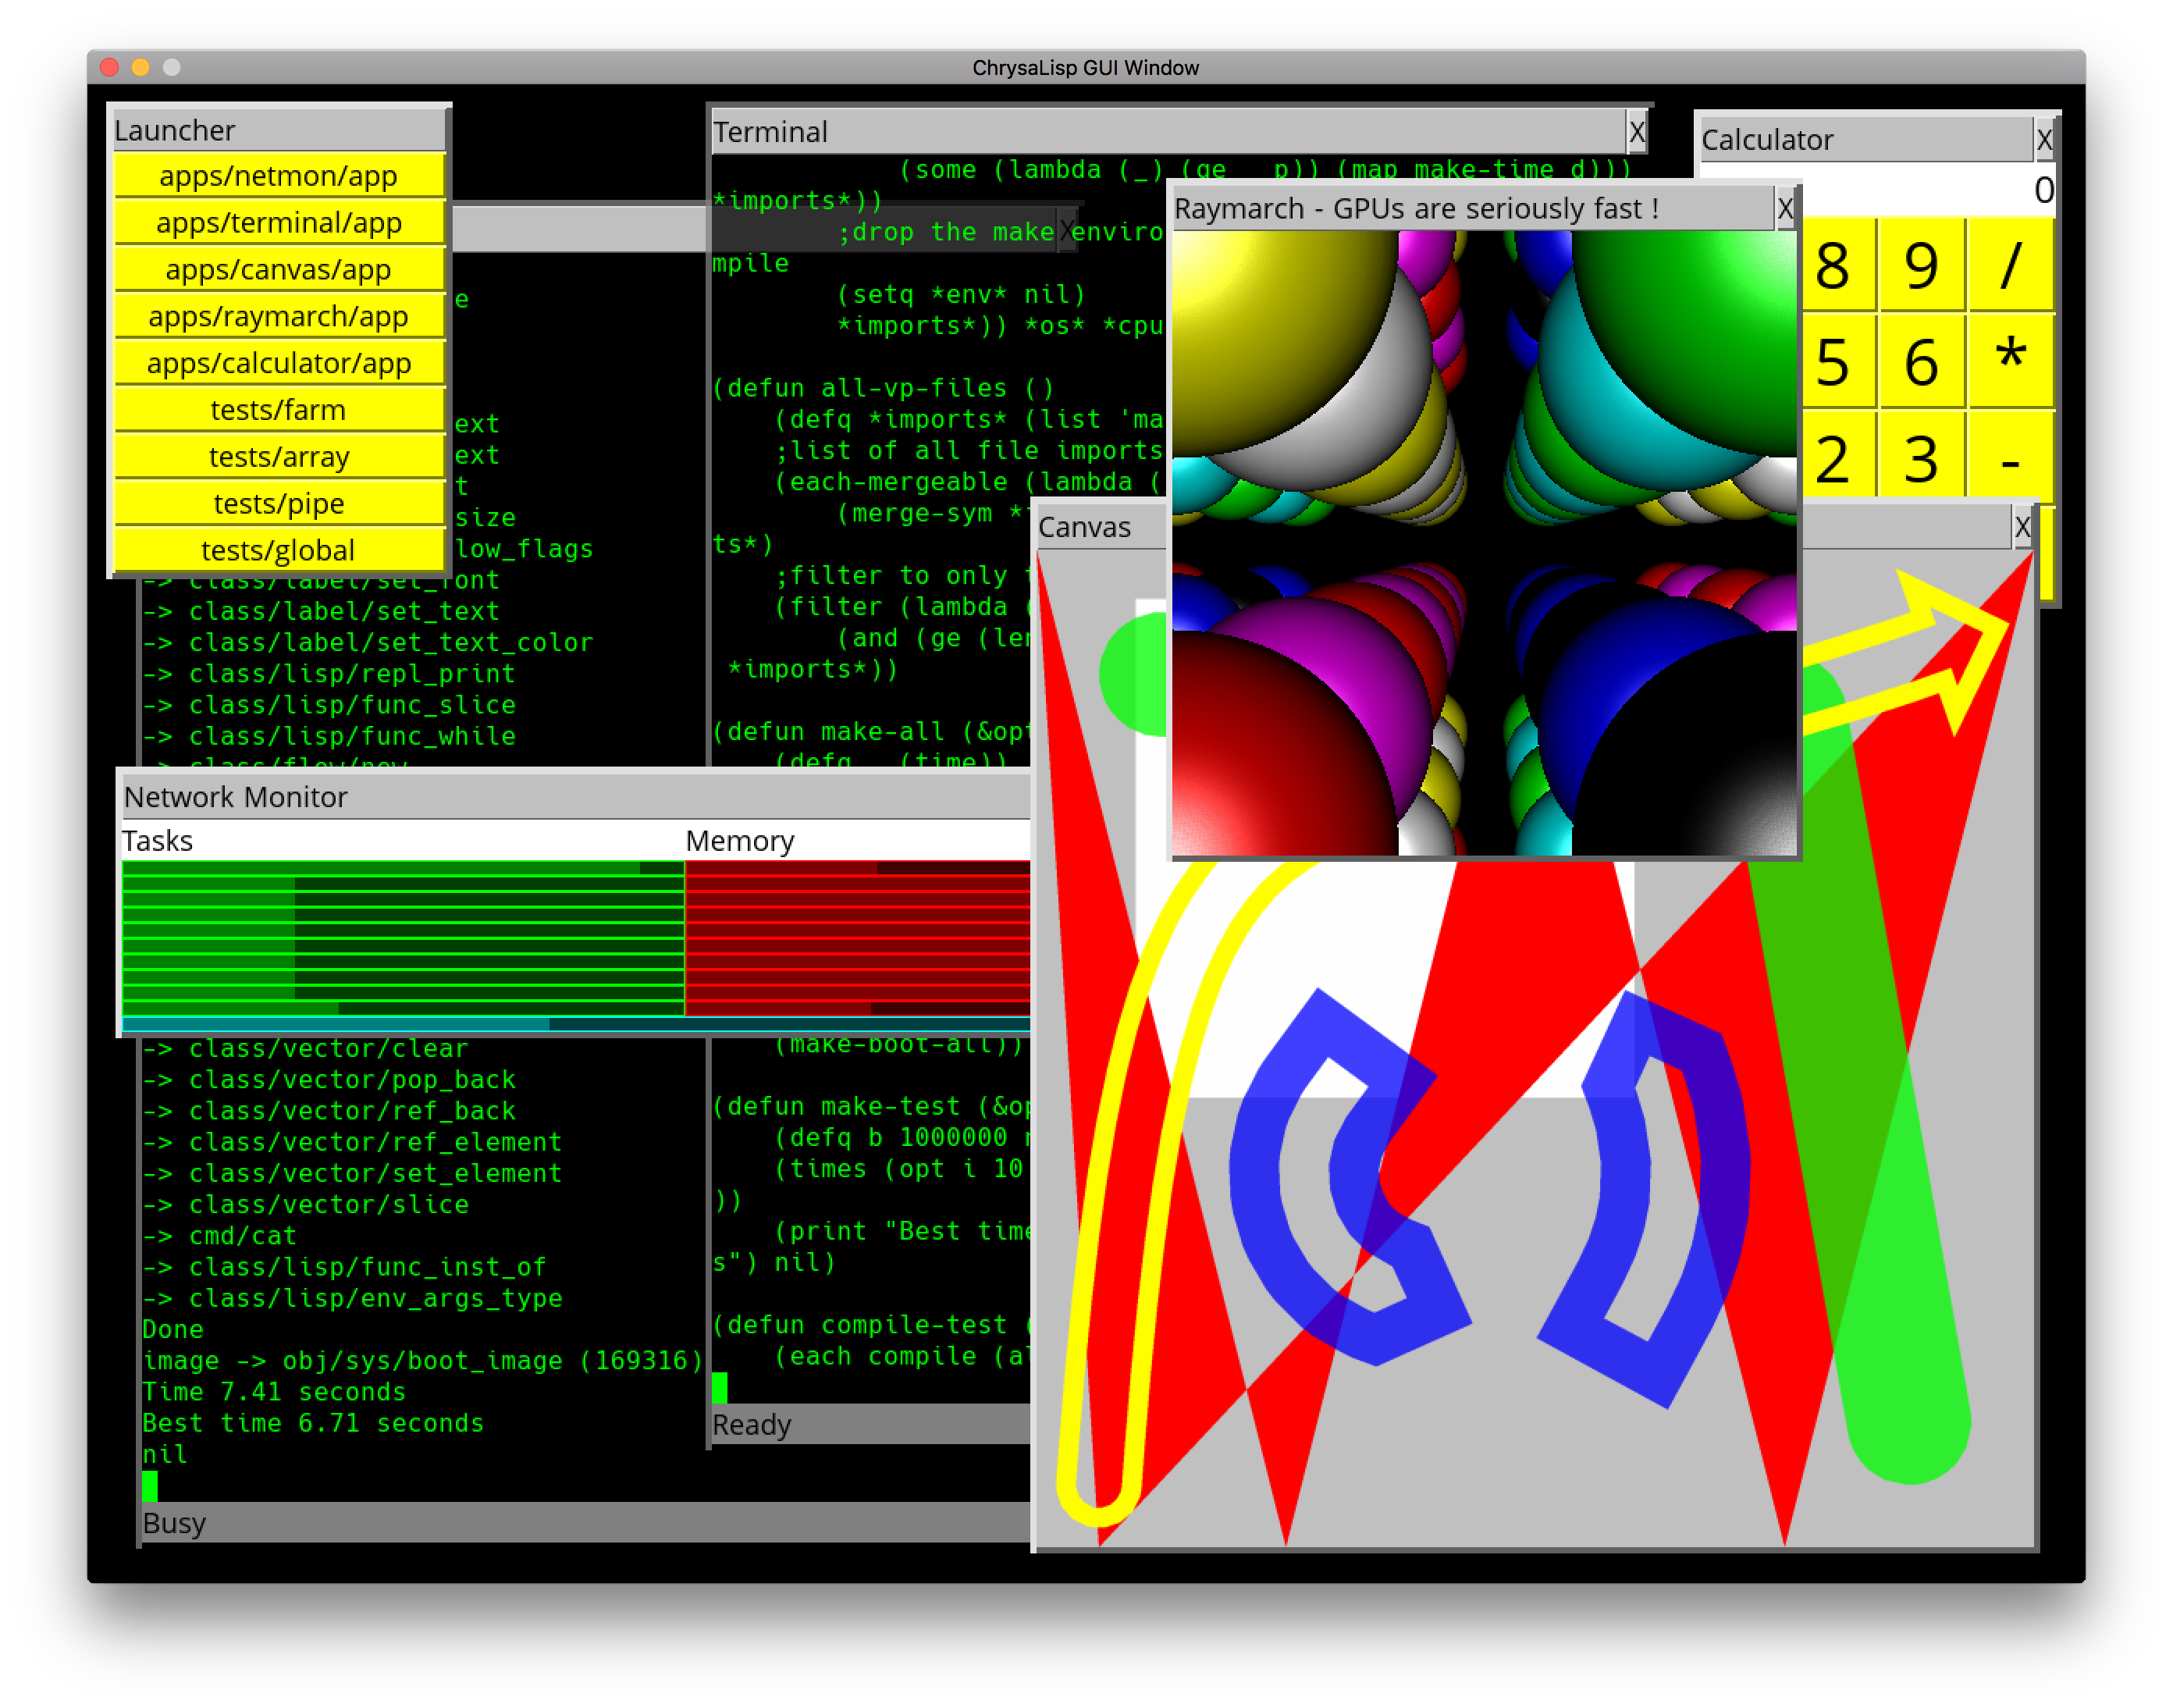 ChrysaLisp GUI Window
Launcher
apps/netmon/app
apps/terminal/app
apps/canvas/app
apps/raymarch/app
apps/calculator/app
tests/farm
tests/array
tests/pipe
tests/global
e
ext
ext
t
size
low_flags
-> class/label/set_font
-> class/label/set_text
-> class/label/set_text_color
-> class/lisp/repl_print
-> class/lisp/func_slice
-> class/lisp/func_while
-> class/flow/new
Network Monitor
Tasks
Memory
-> class/vector/clear
-> class/vector/pop_back
-> class/vector/ref_back
-> class/vector/ref_element
-> class/vector/set_element
-> class/vector/slice
-> cmd/cat
-> class/lisp/func_inst_of
-> class/lisp/env_args_type
Done
image -> obj/sys/boot_image (169316)
Time 7.41 seconds
Best time 6.71 seconds
nil
Busy
X
Terminal
X
(some (lambda (_) (ge _ p)) (map make-time d)))
*imports*))
;drop the make enviro
mpile
(setq *env* nil)
*imports*)) *os* *cpu
(defun all-vp-files ()
(defq *imports* (list 'ma
;list of all file imports
(each-mergeable (lambda (
(merge-sym *
ts*)
;filter to only
(filter (lambda (
(and (ge (le
*imports*))
(defun make-all (&opt
(defq _ (time))
(make-boot-all))
(defun make-test (&op
(defq b 1000000
(times (opt i 10
))
(print "Best time
s") nil)
(defun compile-test (
(each compile (al
Ready
Raymarch - GPUs are seriously fast !
X
Calculator
X
0
8 9 /
5 6 *
2 3 -
Canvas
X